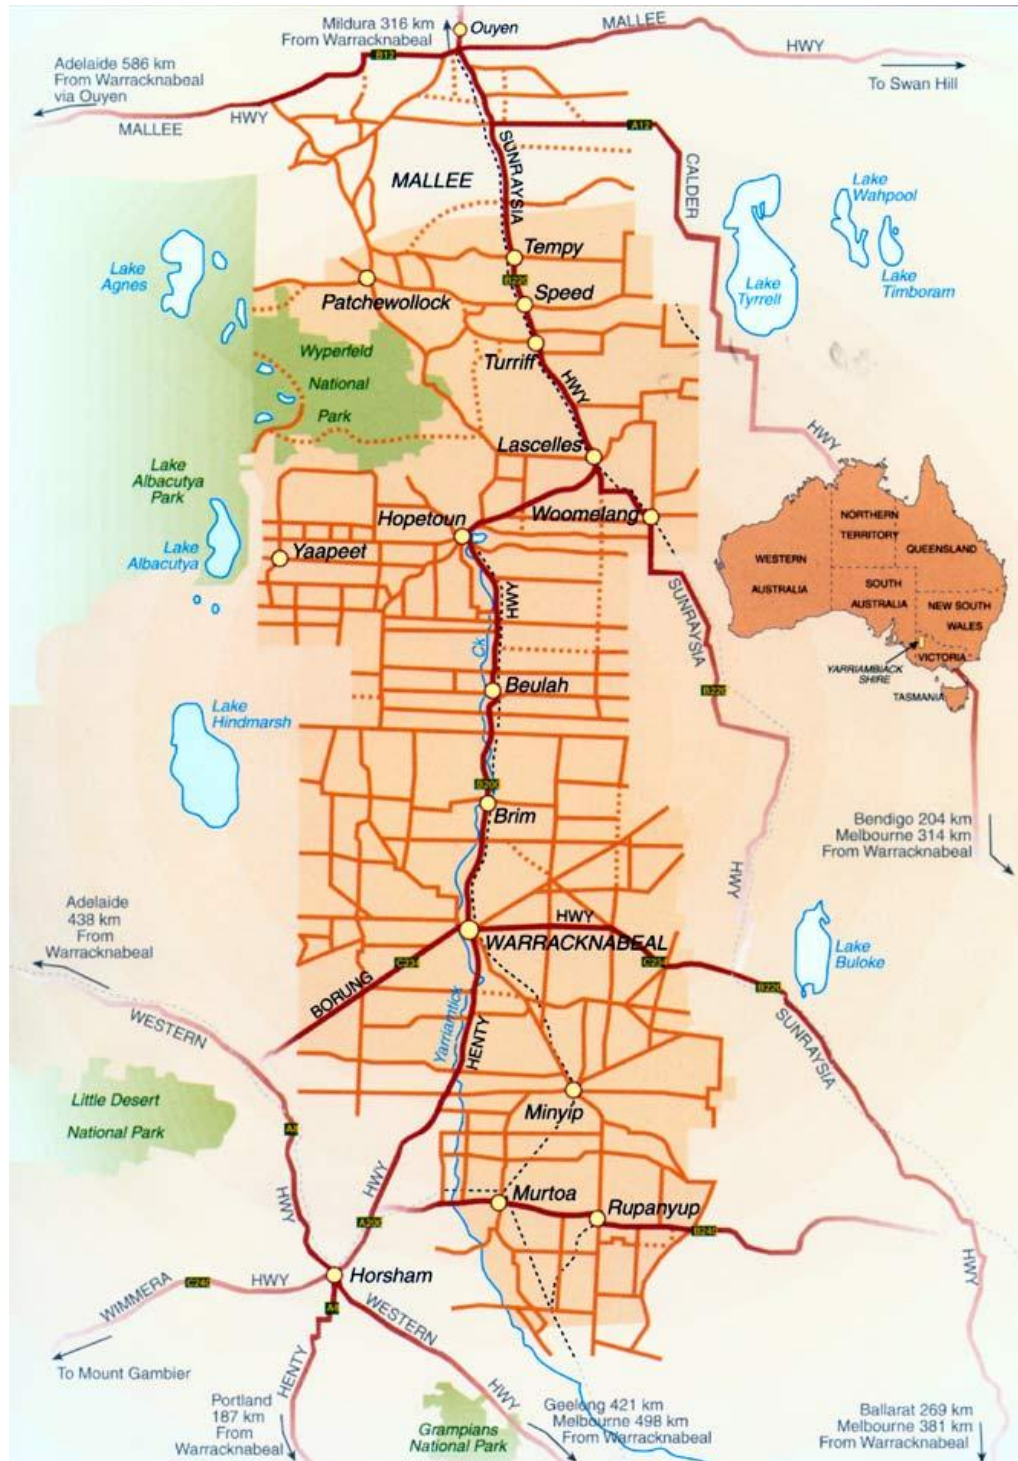 Mildura 316 km
From Warracknabeal
Ouyen
MALLEE
HWY
To Swan Hill
Adelaide 586 km
From Warracknabeal
via Ouyen
B12
HWY
MALLEE
A12
SUNRAYSIA
CALDER
MALLEE
Lake
Wahpool
Lake
Timboram
Lake
Tyrrell
Tempy
B220
Lake
Agnes
Patchewollock
Speed
Turriff
Wyperfeld
National
Park
HWY
HWY
Lascelles
Lake
Albacutya
Park
Hopetoun
Woomelang
Lake
Albacutya
Yaapeet
HWY
SUNRAYSIA
NORTHERN
TERRITORY
QUEENSLAND
WESTERN
AUSTRALIA
SOUTH
AUSTRALIA
NEW SOUTH
WALES
VICTORIA
YARRIAMBIACK
SHIRE
TASMANIA
Ck
Beulah
B220
Lake
Hindmarsh
B200
Brim
Bendigo 204 km
Melbourne 314 km
From Warracknabeal
HWY
Adelaide
438 km
From
Warracknabeal
HWY
WARRACKNABEAL
C234
C234
B220
Lake
Buloke
BORUNG
WESTERN
Yarriamtick
HENTY
SUNRAYSIA
Little Desert
National Park
Minyip
A8
HWY
HWY
Murtoa
Rupanyup
A200
B240
HWY
Horsham
WIMMERA
C240
HWY
A8
WESTERN
To Mount Gambier
HENTY
HWY
Portland
187 km
From
Warracknabeal
Grampians
National Park
Geelong 421 km
Melbourne 498 km
From Warracknabeal
Ballarat 269 km
Melbourne 381 km
From Warracknabeal